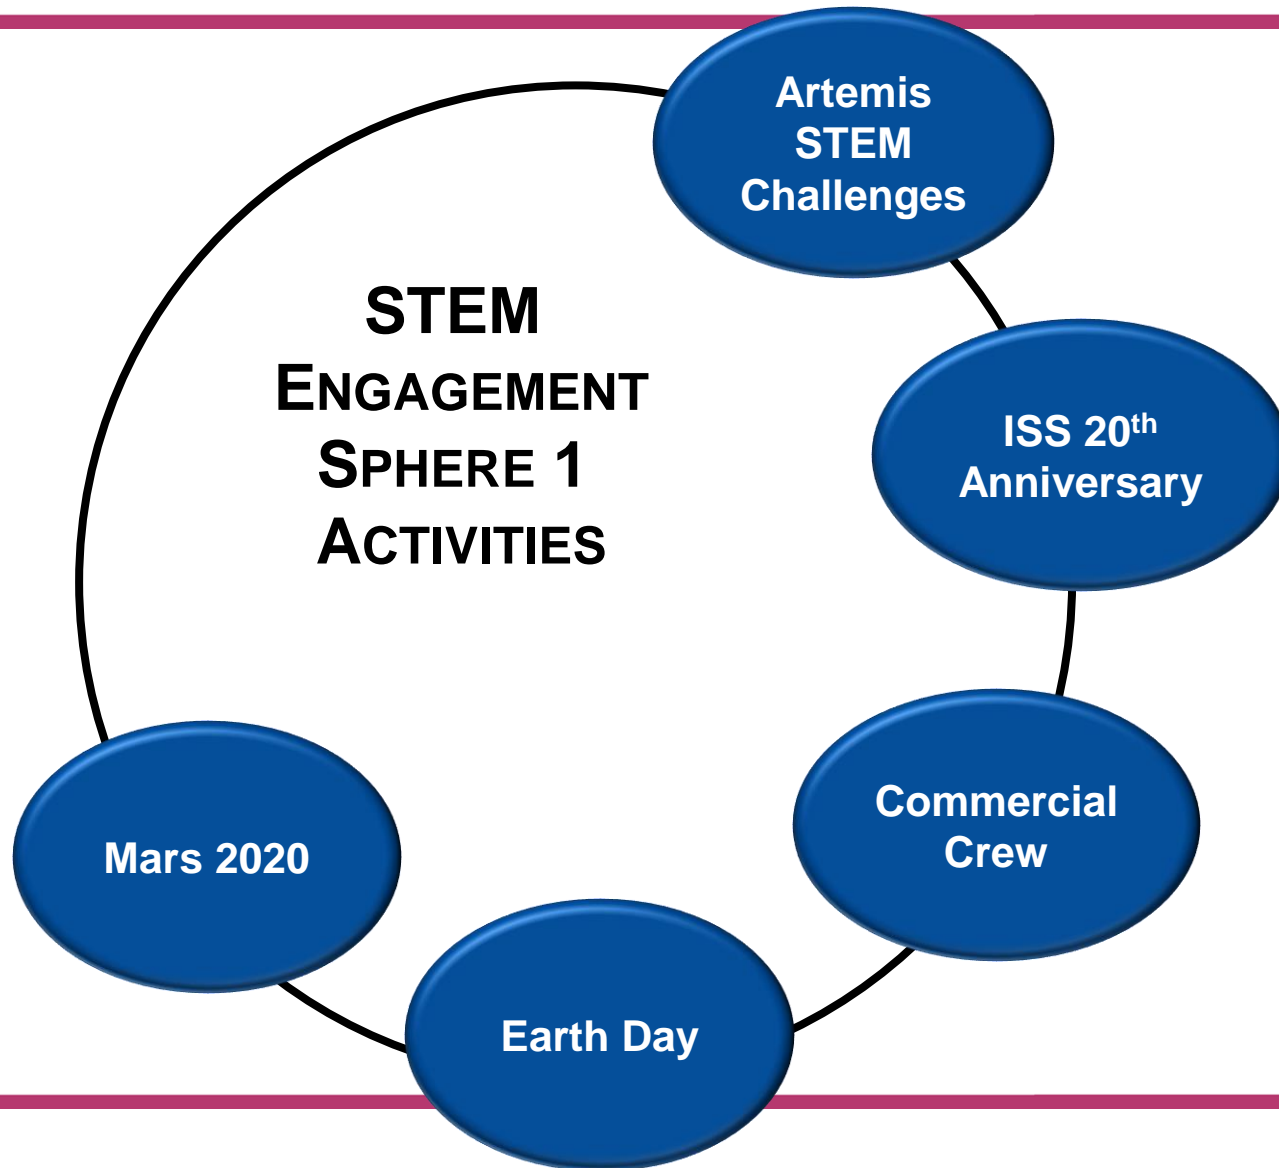 STEM
ENGAGEMENT
SPHERE 1
ACTIVITIES
Artemis
STEM
Challenges
ISS 20th
Anniversary
Commercial
Crew
Earth Day
Mars 2020